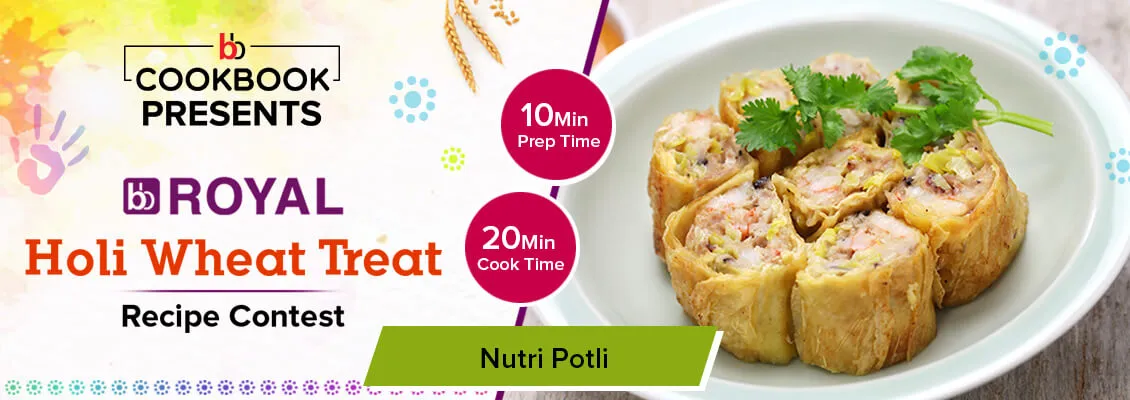 bb
COOKBOOK
PRESENTS
bb ROYAL
Holi Wheat Treat
Recipe Contest
10Min
Prep Time
20Min
Cook Time
Nutri Potli